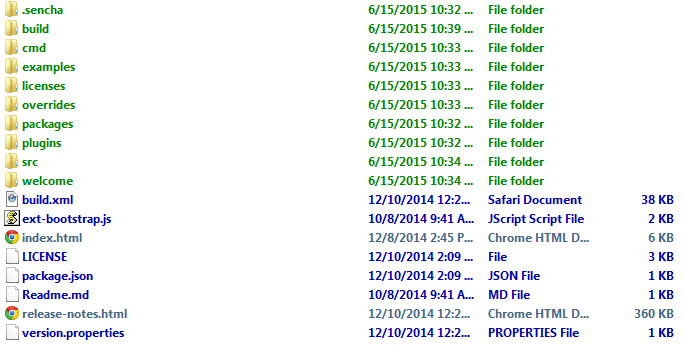 .sencha 6/15/2015 10:32 ... File folder
build 6/15/2015 10:39 ... File folder
cmd 6/15/2015 10:33 ... File folder
examples 6/15/2015 10:33 ... File folder
licenses 6/15/2015 10:33 ... File folder
overrides 6/15/2015 10:33 ... File folder
packages 6/15/2015 10:32 ... File folder
plugins 6/15/2015 10:32 ... File folder
src 6/15/2015 10:34 ... File folder
welcome 6/15/2015 10:34 ... File folder
build.xml 12/10/2014 12:2... Safari Document 38 KB
ext-bootstrap.js 10/8/2014 9:41 A... JScript Script File 2 KB
index.html 12/8/2014 2:45 P... Chrome HTML D... 6 KB
LICENSE 12/10/2014 2:09 ... File 3 KB
package.json 12/10/2014 2:09 ... JSON File 1 KB
Readme.md 10/8/2014 9:41 A... MD File 1 KB
release-notes.html 12/10/2014 12:2... Chrome HTML D... 360 KB
version.properties 12/10/2014 12:2... PROPERTIES File 1 KB